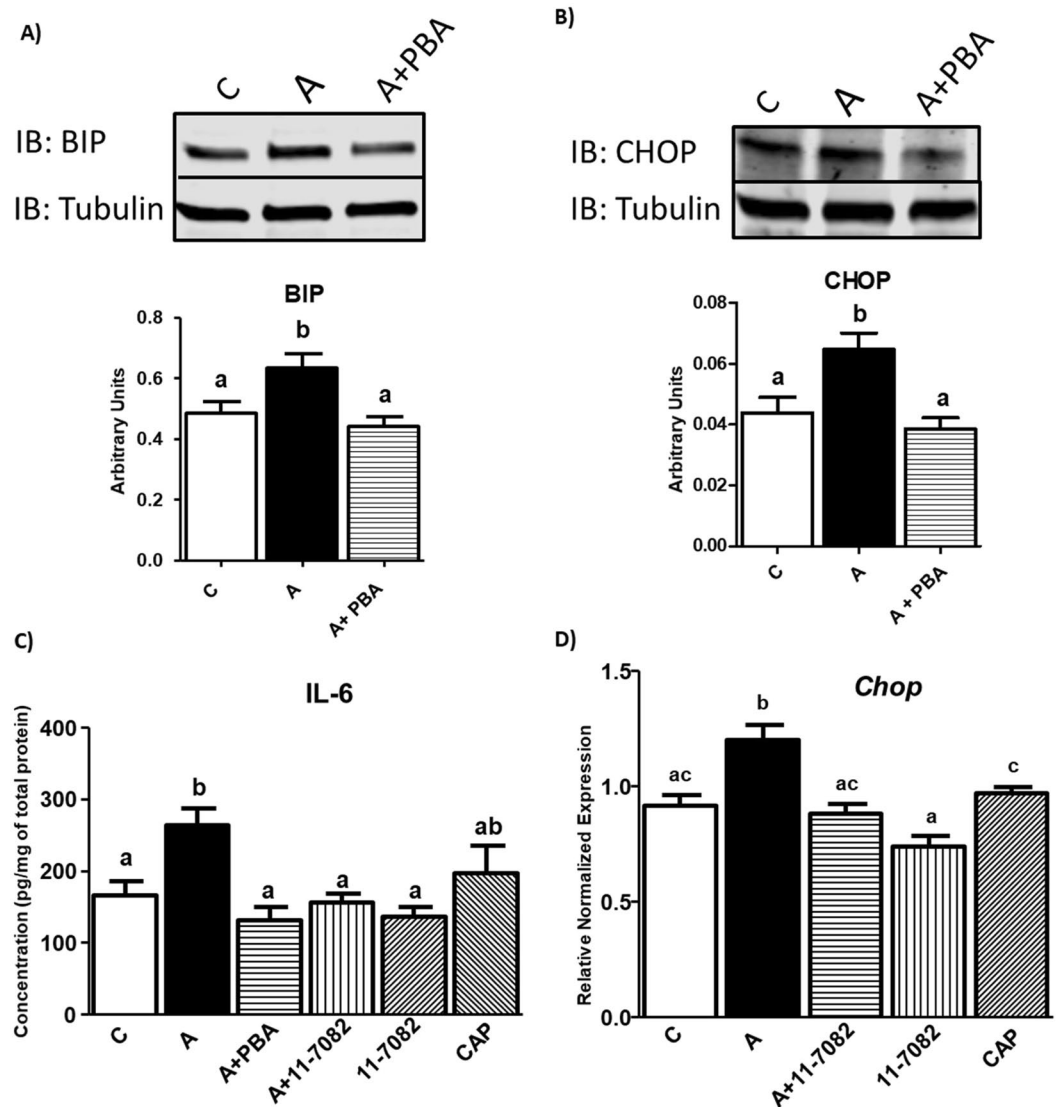 A)
C A A+PBA
IB: BIP
IB: Tubulin
BIP
Arbitrary Units
0.8
0.6
0.4
0.2
0.0
a b a
C A A+ PBA
B)
C A A+PBA
IB: CHOP
IB: Tubulin
CHOP
Arbitrary Units
0.08
0.06
0.04
0.02
0.00
a b a
C A A + PBA
C)
IL-6
Concentration (pg/mg of total protein)
400
300
200
100
0
a b a a a ab
C A A+PBA A+11-7082 11-7082 CAP
D)
Chop
Relative Normalized Expression
1.5
1.0
0.5
0.0
ac b ac a c
C A A+11-7082 11-7082 CAP